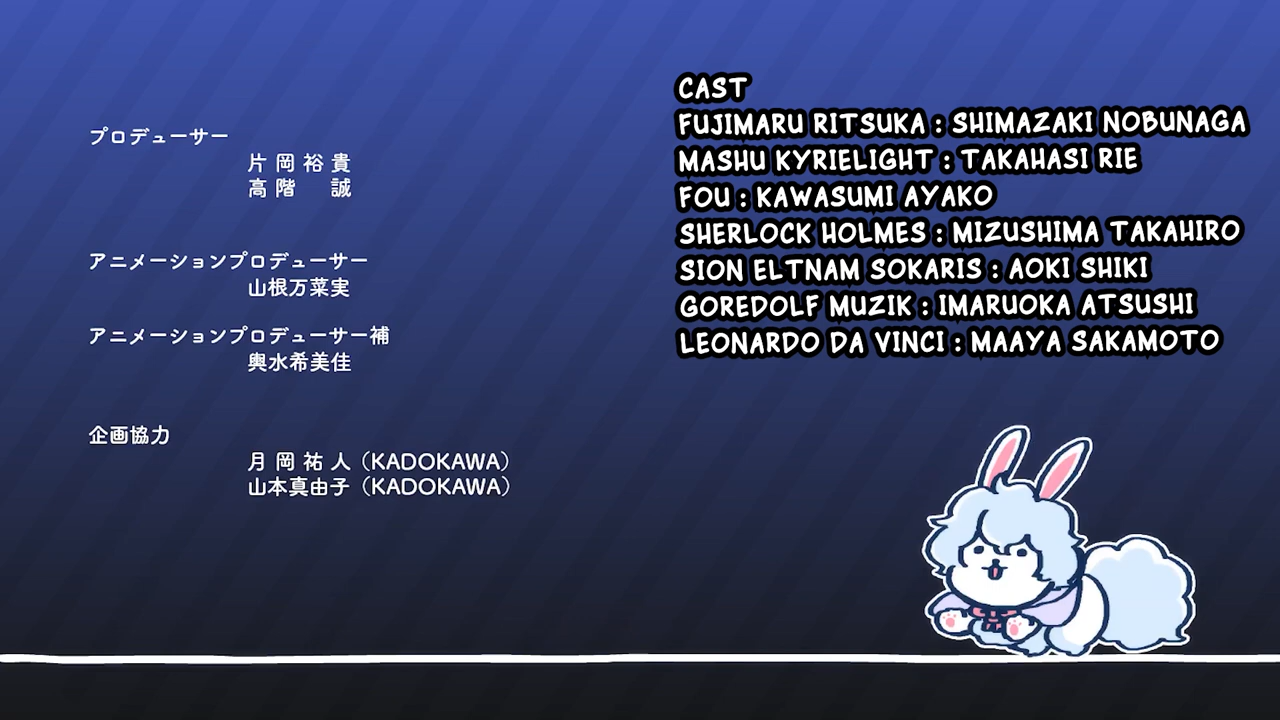 プロデューサー
片岡裕貴
高階 誠
アニメーションプロデューサー
山根万菜実
アニメーションプロデューサー補
輿水希美佳
企画協力
月岡祐人（KADOKAWA）
山本真由子（KADOKAWA）
CAST
FUJIMARU RITSUKA : SHIMAZAKI NOBUNAGA
MASHU KYRIELIGHT : TAKAHASI RIE
FOU : KAWASUMI AYAKO
SHERLOCK HOLMES : MIZUSHIMA TAKAHIRO
SION ELTNAM SOKARIS : AOKI SHIKI
GOREDOLF MUZIK : IMARUOKA ATSUSHI
LEONARDO DA VINCI : MAAYA SAKAMOTO